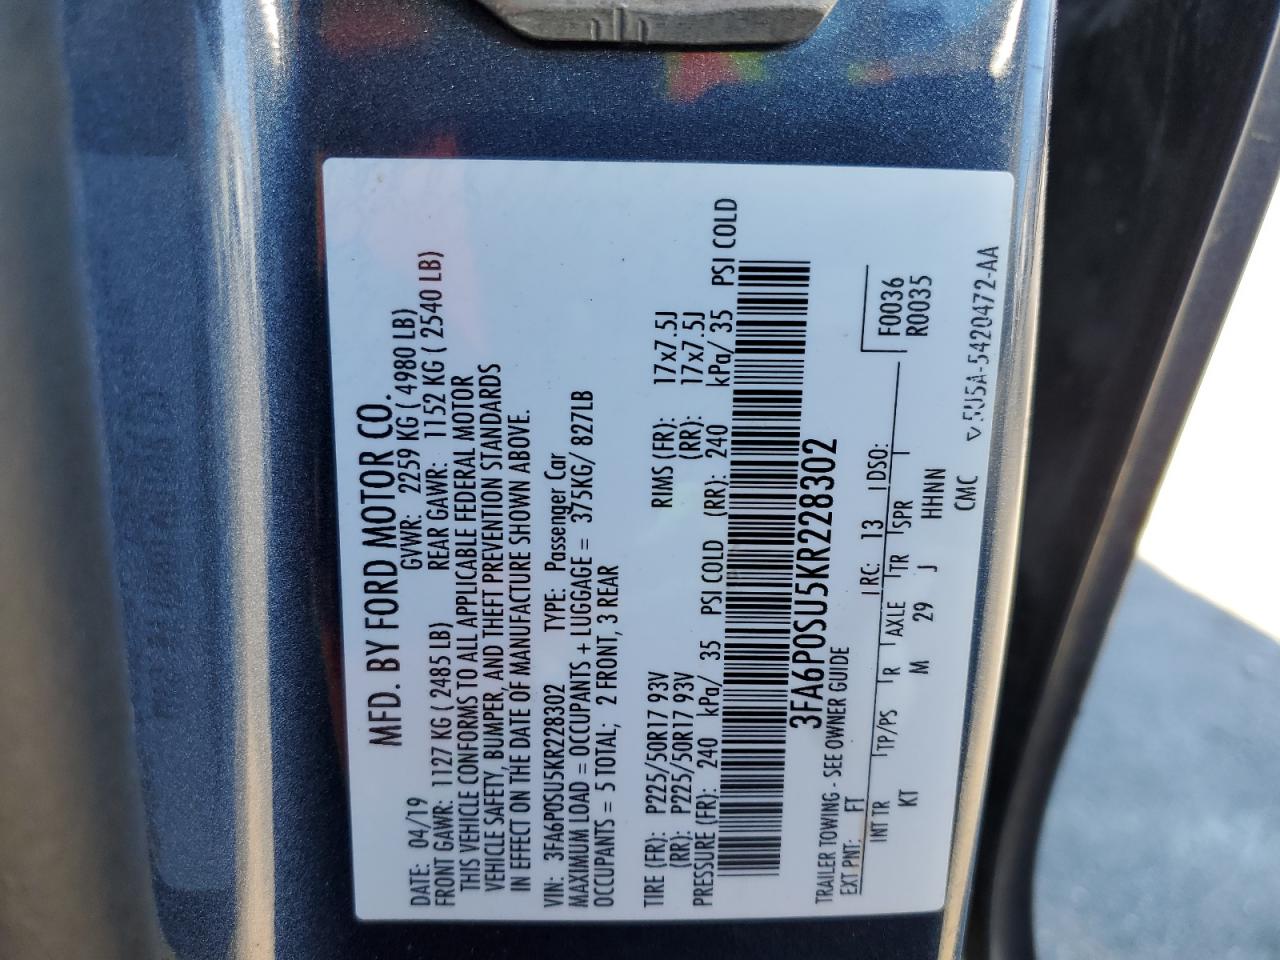 MFD. BY FORD MOTOR CO.
DATE: 04/19 GVWR: 2259 KG ( 4980 LB)
FRONT GAWR: 1127 KG ( 2485 LB) REAR GAWR: 1152 KG ( 2540 LB)
THIS VEHICLE CONFORMS TO ALL APPLICABLE FEDERAL MOTOR
VEHICLE SAFETY, BUMPER, AND THEFT PREVENTION STANDARDS
IN EFFECT ON THE DATE OF MANUFACTURE SHOWN ABOVE.
VIN: 3FA6P0SU5KR228302 TYPE: Passenger Car
MAXIMUM LOAD = OCCUPANTS + LUGGAGE = 375KG/ 827LB
OCCUPANTS = 5 TOTAL; 2 FRONT, 3 REAR
TIRE (FR): P225/50R17 93V RIMS (FR): 17x7.5J
(RR): P225/50R17 93V (RR): 17x7.5J
PRESSURE (FR): 240 kPa/ 35 PSI COLD (RR): 240 kPa/ 35 PSI COLD
3FA6P0SU5KR228302
TRAILER TOWING - SEE OWNER GUIDE
EXT PNT: FT RC: 13 DSO: F0036
R0035
INT TR TP/PS R AXLE TR SPR
KT M 29 J HHNN
CMC
5U5A-5420472-AA